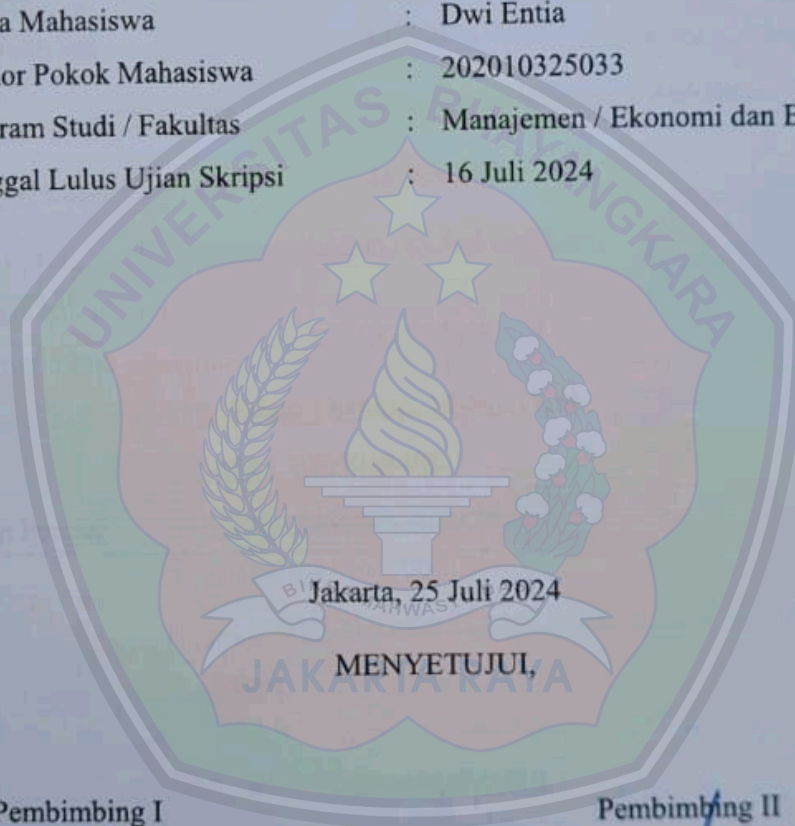 a Mahasiswa : Dwi Entia
or Pokok Mahasiswa : 202010325033
ram Studi / Fakultas : Manajemen / Ekonomi dan B
ggal Lulus Ujian Skripsi : 16 Juli 2024
UNIVERSITAS BHAYANGKARA
Jakarta, 25 Juli 2024
MENYETUJUI,
JAKARTA RAYA
Pembimbing I Pembimbing II